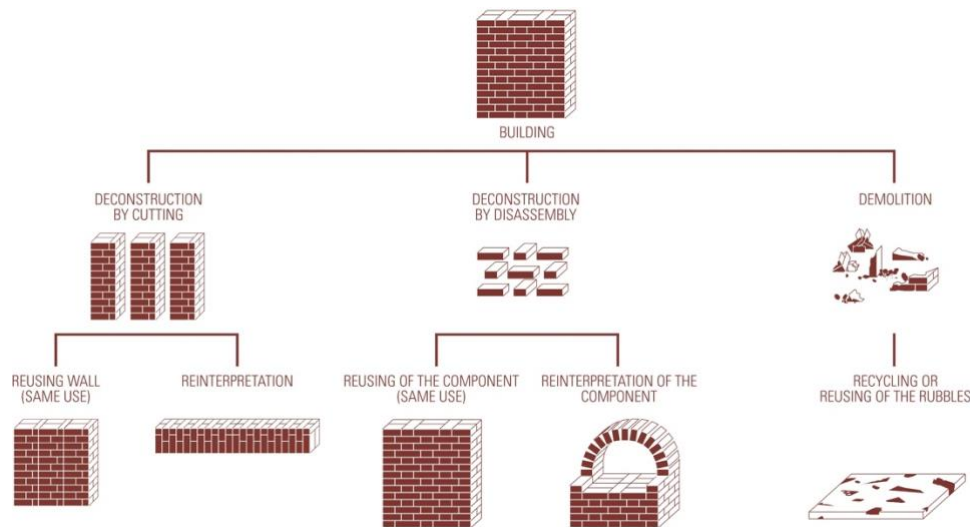 BUILDING
DECONSTRUCTION
BY CUTTING
DECONSTRUCTION
BY DISASSEMBLY
DEMOLITION
REUSING WALL
(SAME USE)
REINTERPRETATION
REUSING OF THE COMPONENT
(SAME USE)
REINTERPRETATION OF THE
COMPONENT
RECYCLING OR
REUSING OF THE RUBBLES